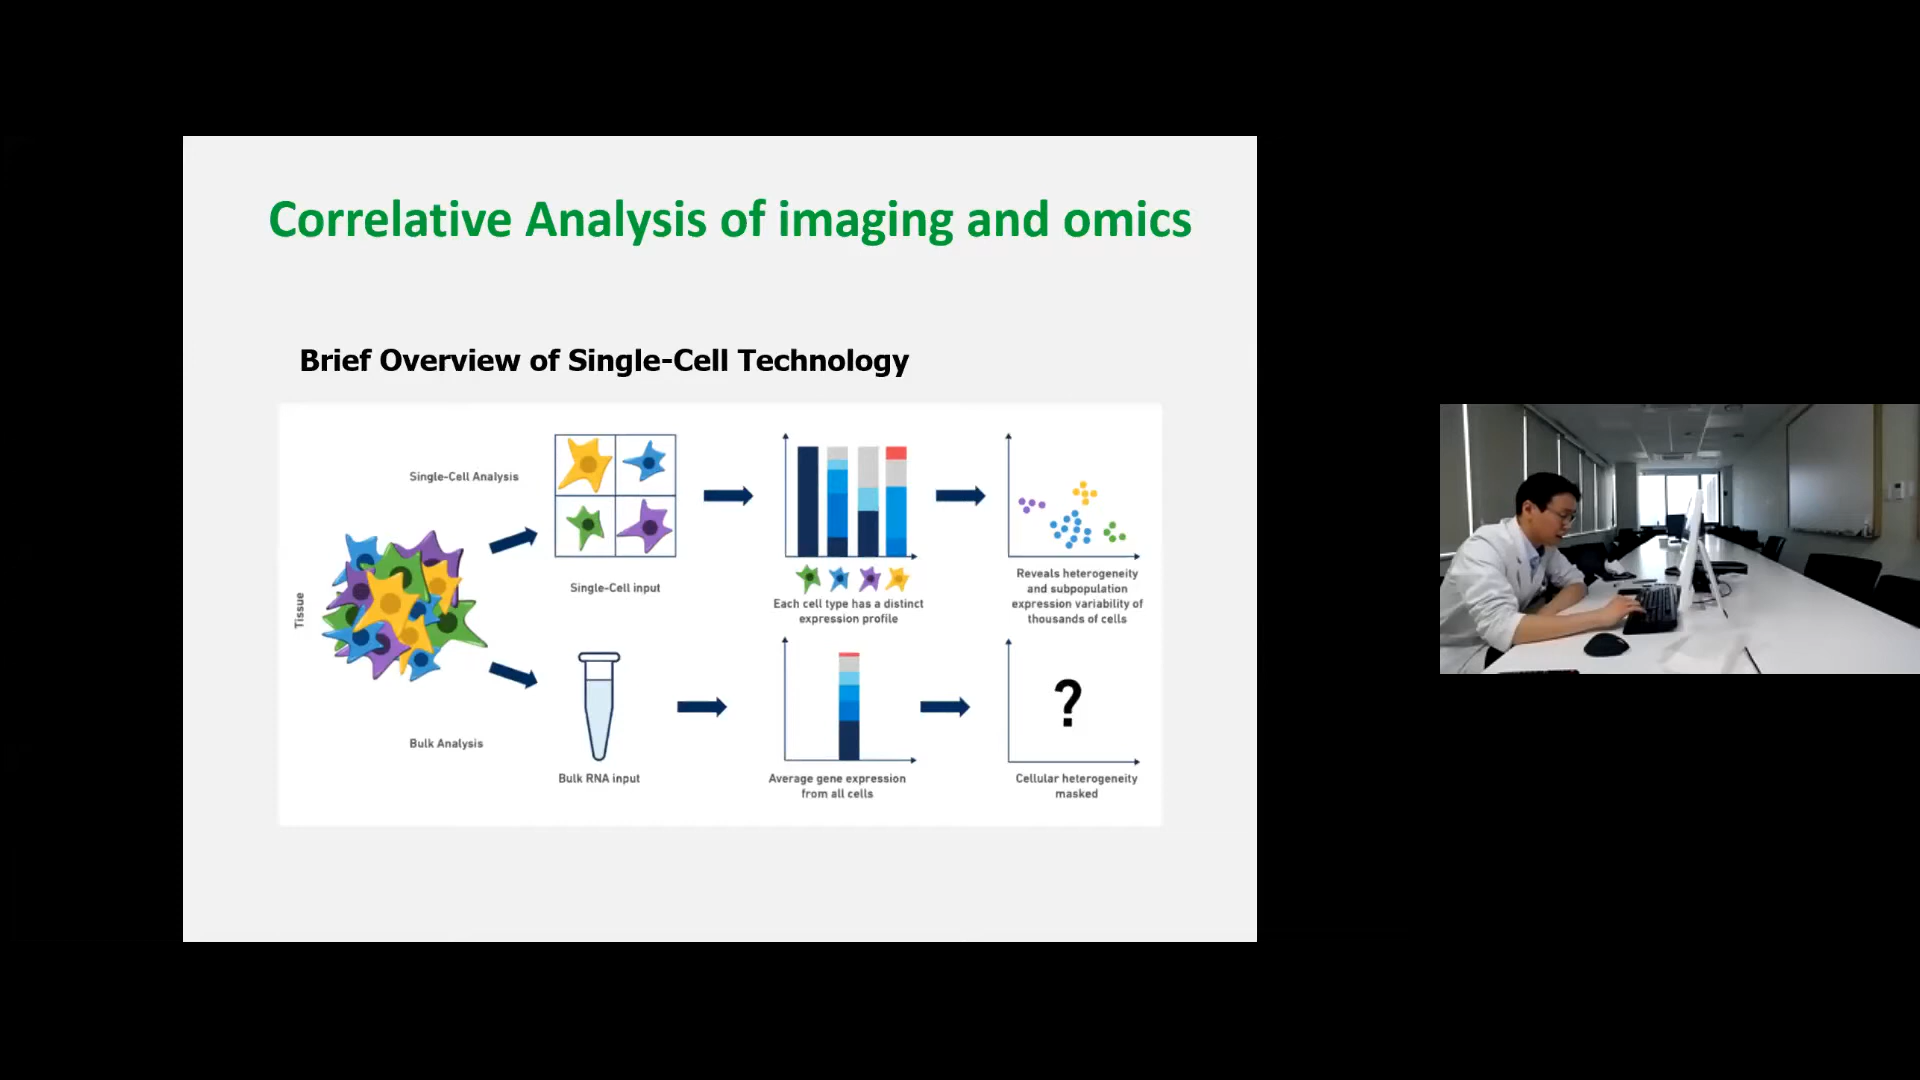 Correlative Analysis of imaging and omics
Brief Overview of Single-Cell Technology
Tissue
Single-Cell Analysis
Single-Cell input
Each cell type has a distinct
expression profile
Reveals heterogeneity
and subpopulation
expression variability of
thousands of cells
Bulk Analysis
Bulk RNA input
Average gene expression
from all cells
?
Cellular heterogeneity
masked